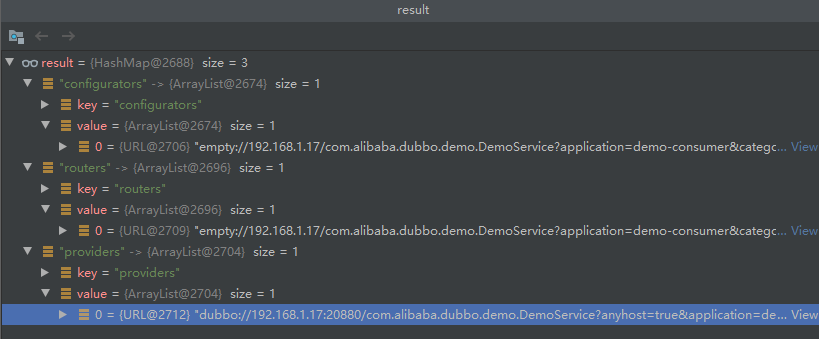 result
result = {HashMap@2688} size = 3
"configurators" -> {ArrayList@2674} size = 1
key = "configurators"
value = {ArrayList@2674} size = 1
0 = {URL@2706} "empty://192.168.1.17/com.alibaba.dubbo.demo.DemoService?application=demo-consumer&categc... View
"routers" -> {ArrayList@2696} size = 1
key = "routers"
value = {ArrayList@2696} size = 1
0 = {URL@2709} "empty://192.168.1.17/com.alibaba.dubbo.demo.DemoService?application=demo-consumer&categc... View
"providers" -> {ArrayList@2704} size = 1
key = "providers"
value = {ArrayList@2704} size = 1
0 = {URL@2712} "dubbo://192.168.1.17:20880/com.alibaba.dubbo.demo.DemoService?anyhost=true&application=de... View